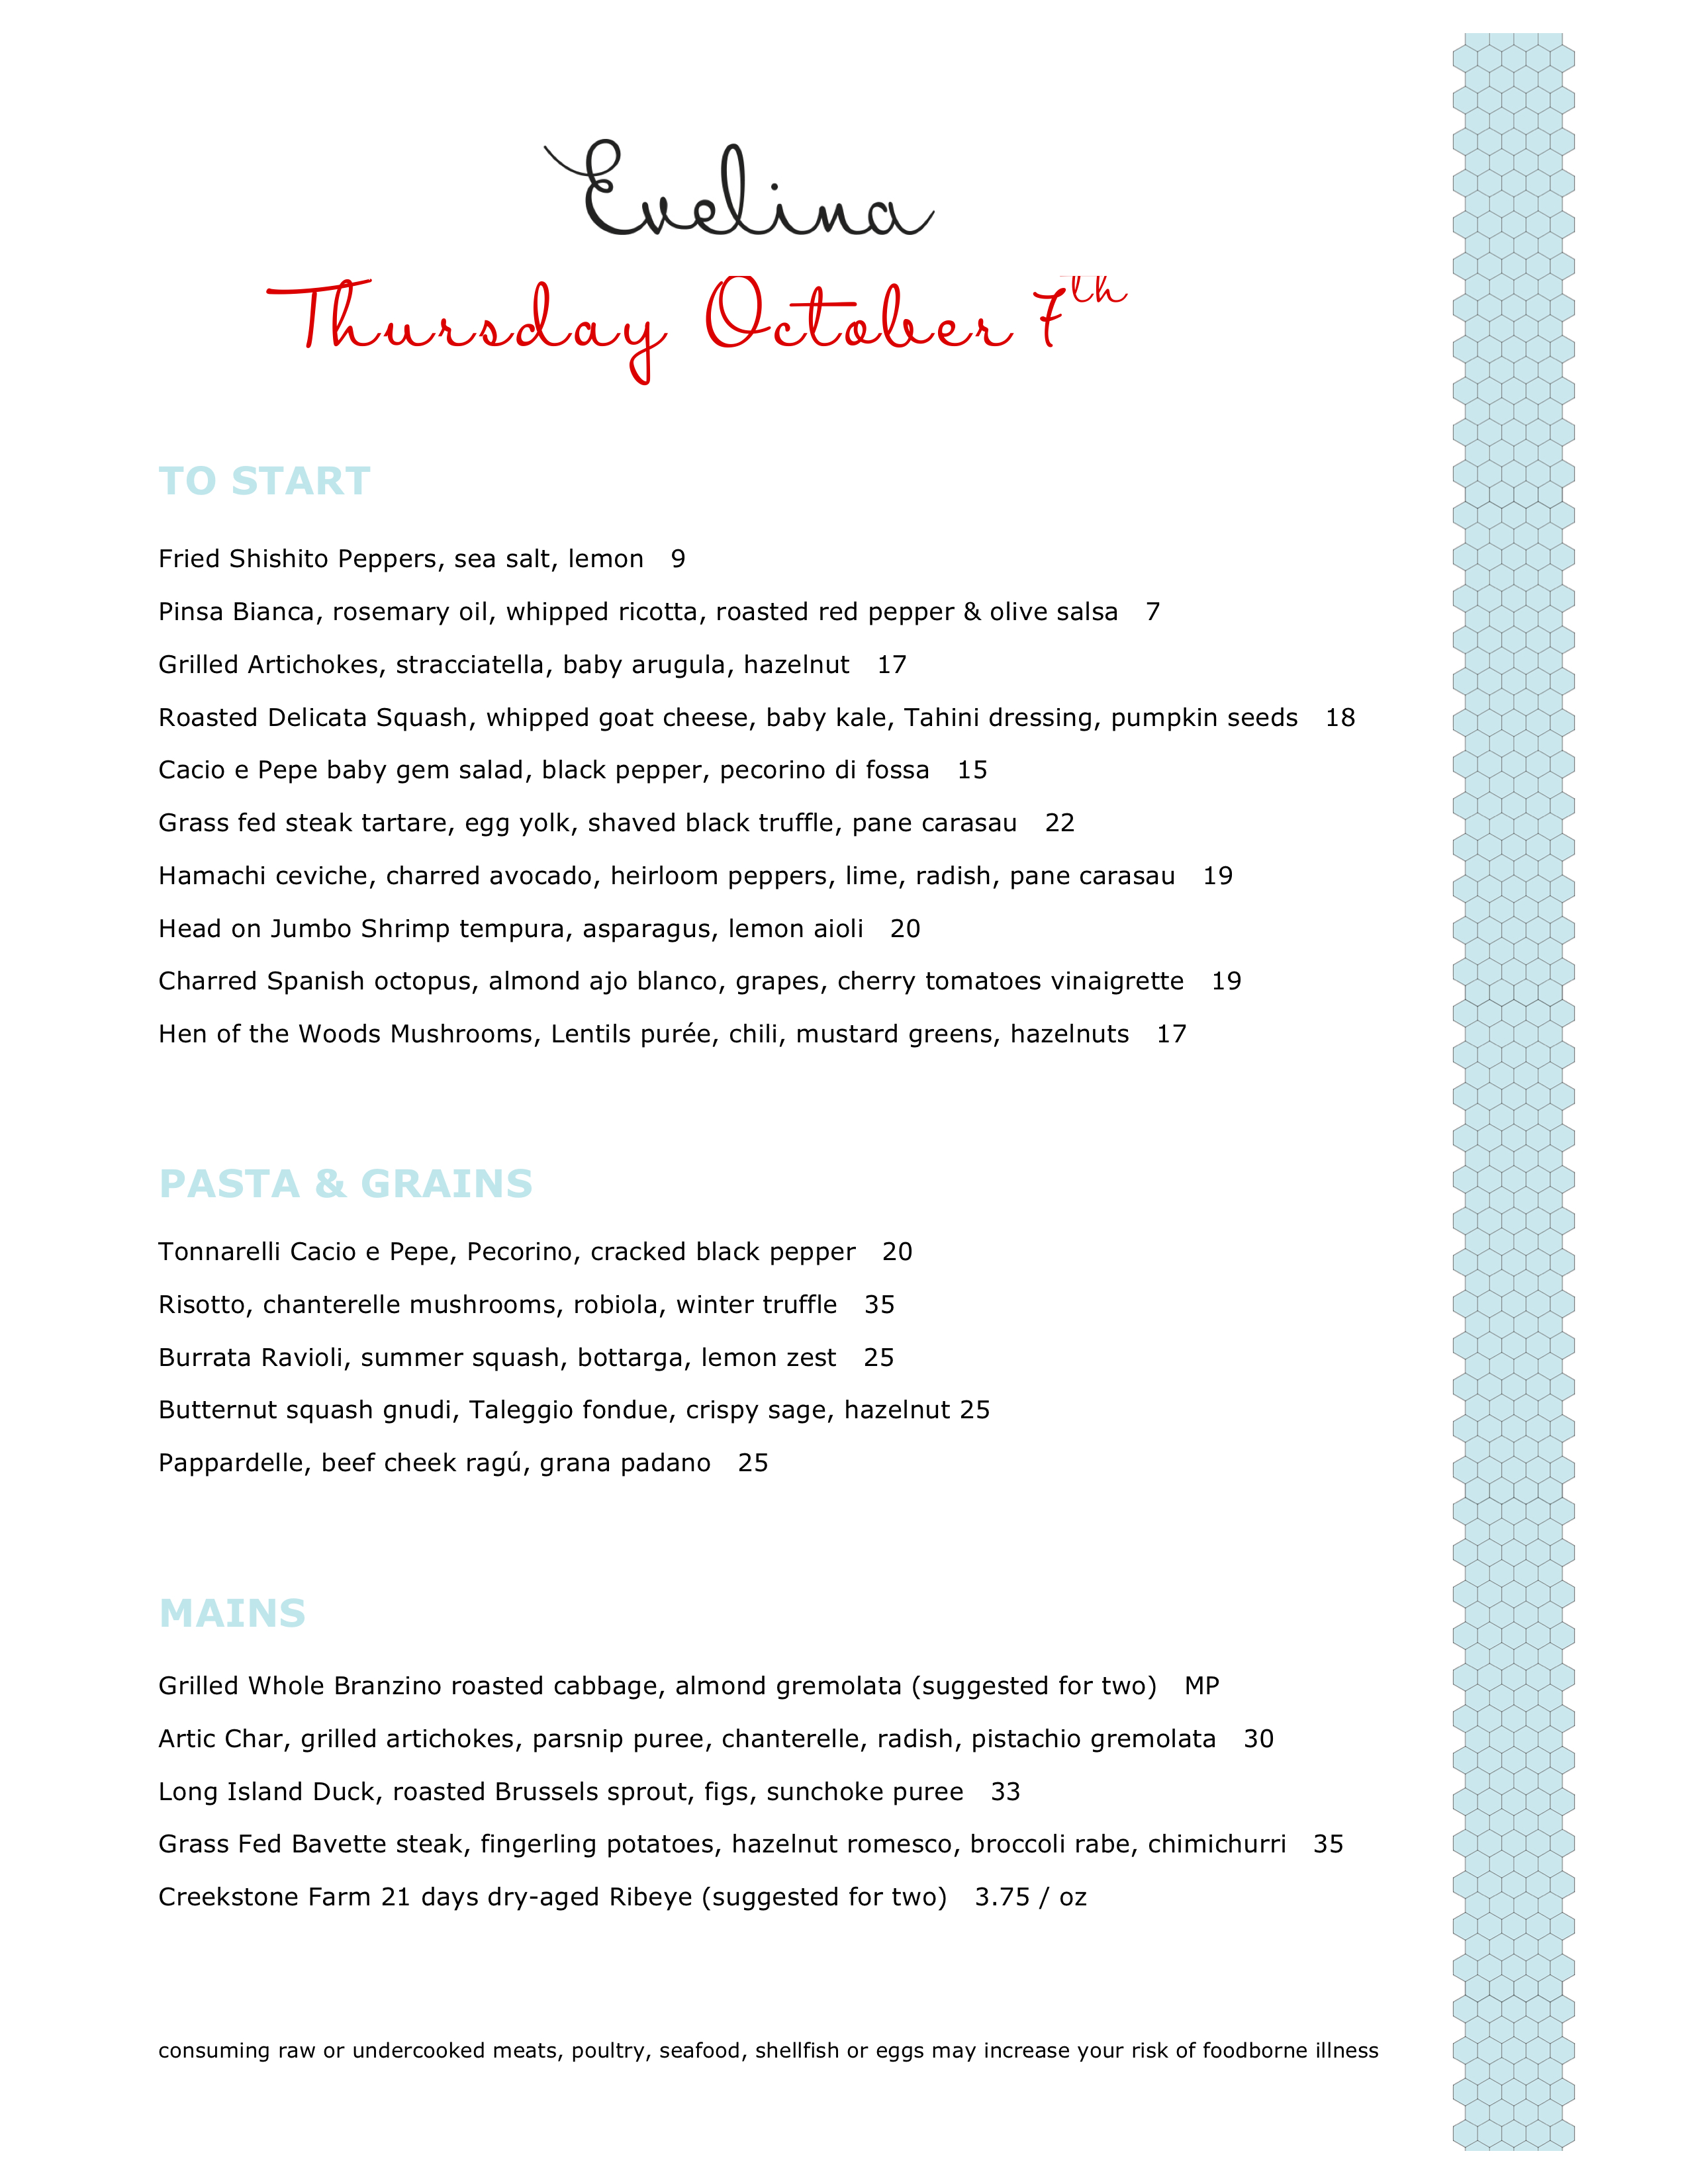 Evelina
Thursday October 7th
TO START
Fried Shishito Peppers, sea salt, lemon 9
Pinsa Bianca, rosemary oil, whipped ricotta, roasted red pepper & olive salsa 7
Grilled Artichokes, stracciatella, baby arugula, hazelnut 17
Roasted Delicata Squash, whipped goat cheese, baby kale, Tahini dressing, pumpkin seeds 18
Cacio e Pepe baby gem salad, black pepper, pecorino di fossa 15
Grass fed steak tartare, egg yolk, shaved black truffle, pane carasau 22
Hamachi ceviche, charred avocado, heirloom peppers, lime, radish, pane carasau 19
Head on Jumbo Shrimp tempura, asparagus, lemon aioli 20
Charred Spanish octopus, almond ajo blanco, grapes, cherry tomatoes vinaigrette 19
Hen of the Woods Mushrooms, Lentils purée, chili, mustard greens, hazelnuts 17
PASTA & GRAINS
Tonnarelli Cacio e Pepe, Pecorino, cracked black pepper 20
Risotto, chanterelle mushrooms, robiola, winter truffle 35
Burrata Ravioli, summer squash, bottarga, lemon zest 25
Butternut squash gnudi, Taleggio fondue, crispy sage, hazelnut 25
Pappardelle, beef cheek ragú, grana padano 25
MAINS
Grilled Whole Branzino roasted cabbage, almond gremolata (suggested for two) MP
Artic Char, grilled artichokes, parsnip puree, chanterelle, radish, pistachio gremolata 30
Long Island Duck, roasted Brussels sprout, figs, sunchoke puree 33
Grass Fed Bavette steak, fingerling potatoes, hazelnut romesco, broccoli rabe, chimichurri 35
Creekstone Farm 21 days dry-aged Ribeye (suggested for two) 3.75 / oz
consuming raw or undercooked meats, poultry, seafood, shellfish or eggs may increase your risk of foodborne illness